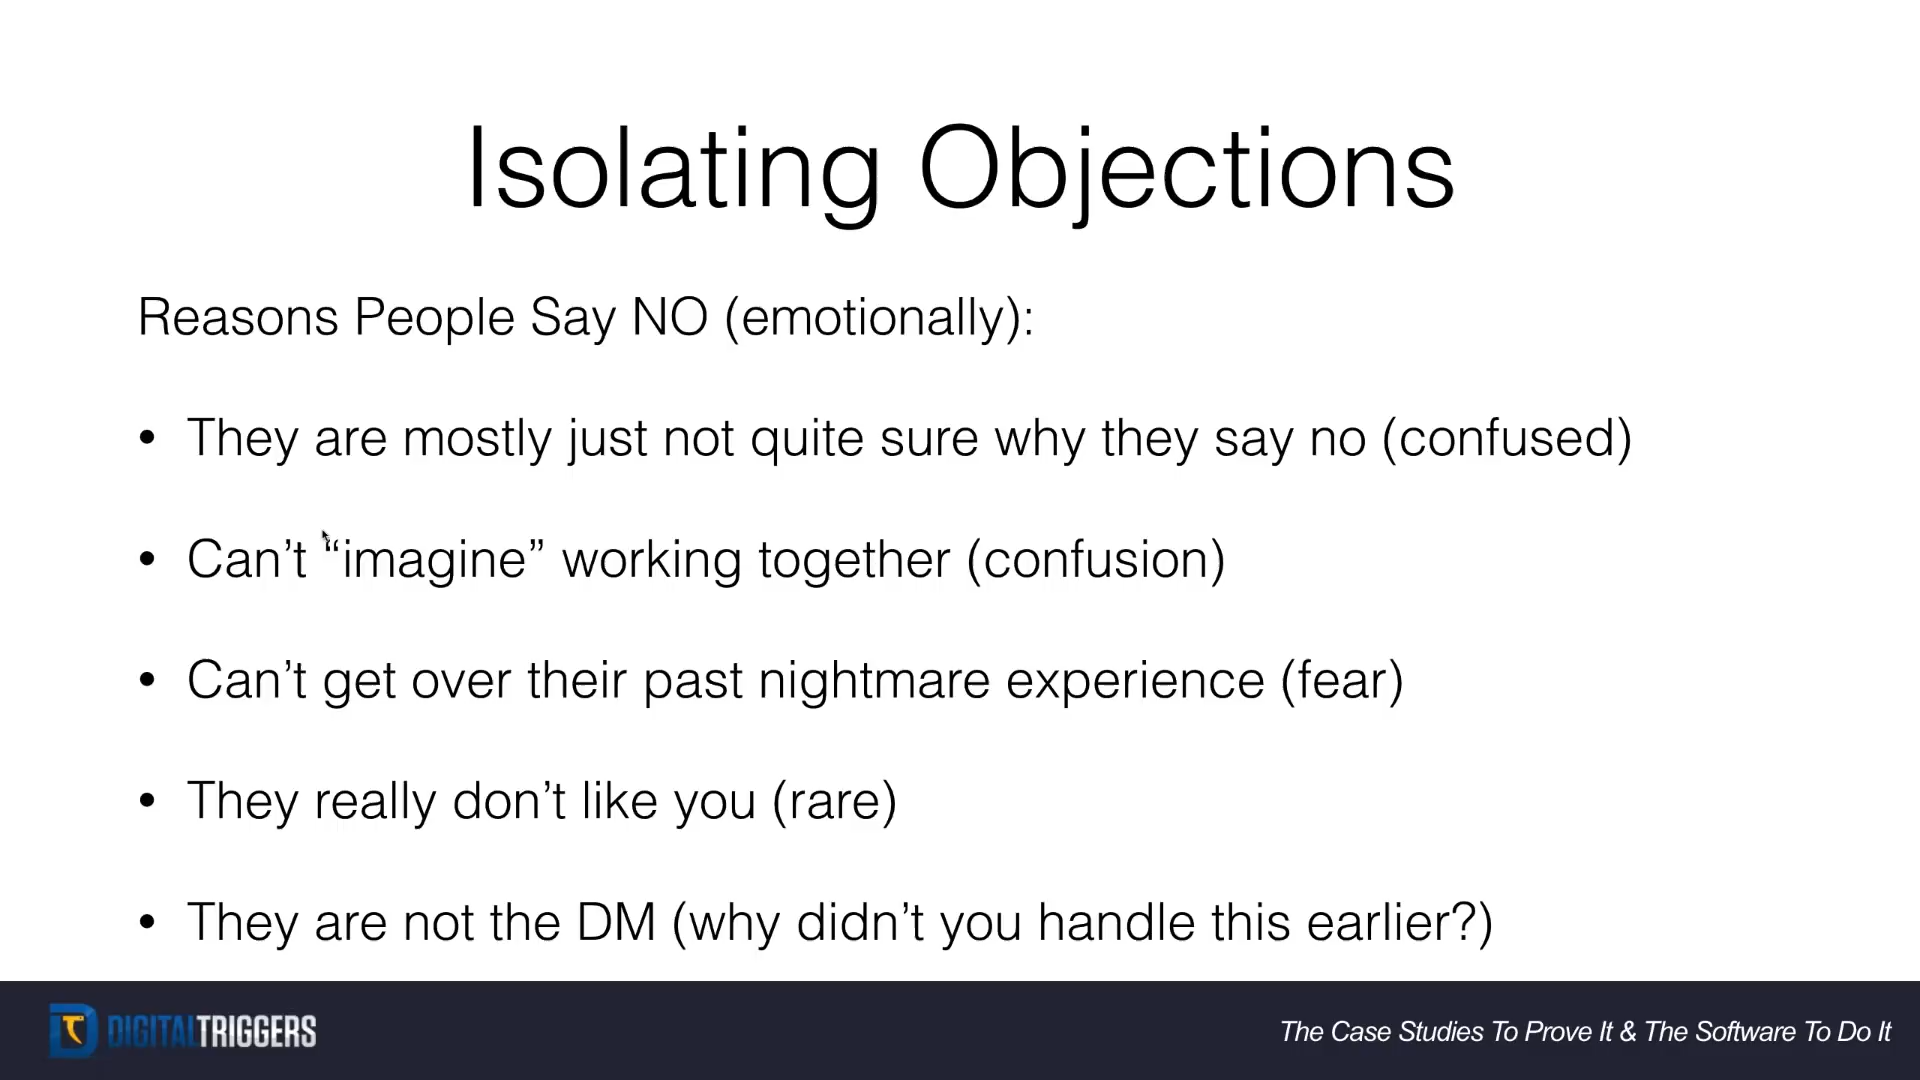 Isolating Objections
Reasons People Say NO (emotionally):
• They are mostly just not quite sure why they say no (confused)
• Can’t “imagine” working together (confusion)
• Can’t get over their past nightmare experience (fear)
• They really don’t like you (rare)
• They are not the DM (why didn’t you handle this earlier?)
DIGITALTRIGGERS
The Case Studies To Prove It & The Software To Do It